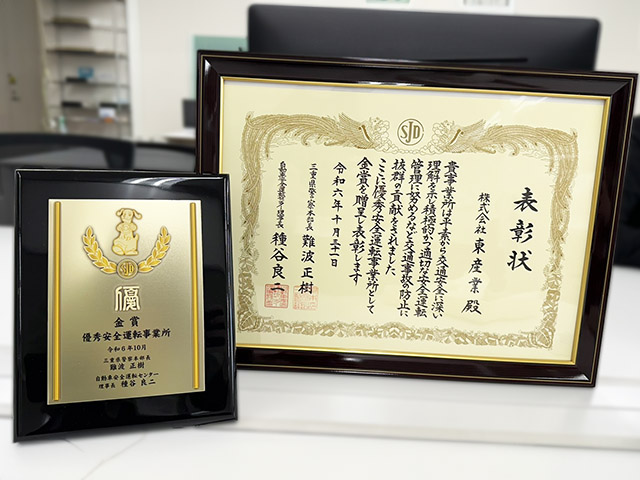 SJD
表彰状
株式会社 東産業 殿
貴事業所は平素から交通安全に深い
理解を示し積極的かつ適切な安全運転
管理に努めるなど交通事故の防止に
抜群の貢献をされました
ここに優秀安全運転事業所として
金賞を贈呈し表彰します
令和六年十月三十一日
三重県警察本部長 難波正樹
自動車安全運転センター理事長 種谷良二
SJD
優
金賞
優秀安全運転事業所
令和6年10月
三重県警察本部長
難波 正樹
自動車安全運転センター
理事長 種谷 良二